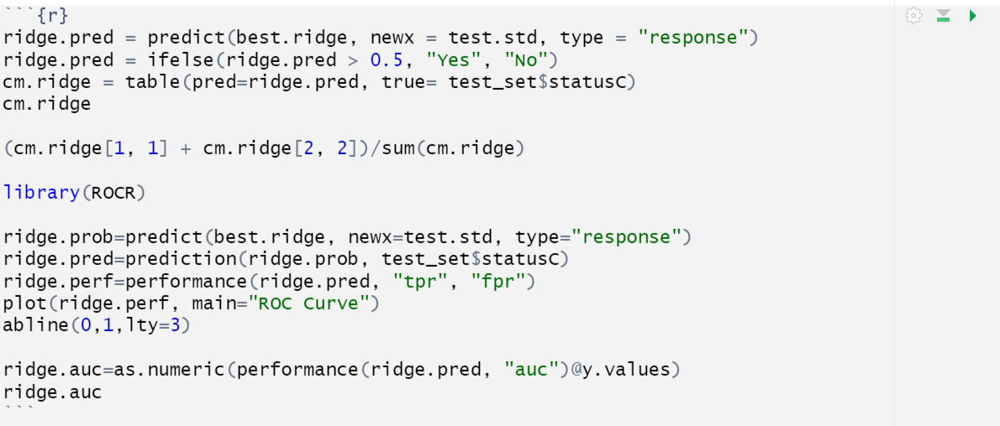 ```{r}
ridge.pred = predict(best.ridge, newx = test.std, type = "response")
ridge.pred = ifelse(ridge.pred > 0.5, "Yes", "No")
cm.ridge = table(pred=ridge.pred, true= test_set$statusC)
cm.ridge
(cm.ridge[1, 1] + cm.ridge[2, 2])/sum(cm.ridge)
library(ROCR)
ridge.prob=predict(best.ridge, newx=test.std, type="response")
ridge.pred=prediction(ridge.prob, test_set$statusC)
ridge.perf=performance(ridge.pred, "tpr", "fpr")
plot(ridge.perf, main="ROC Curve")
abline(0,1,lty=3)
ridge.auc=as.numeric(performance(ridge.pred, "auc")@y.values)
ridge.auc
```